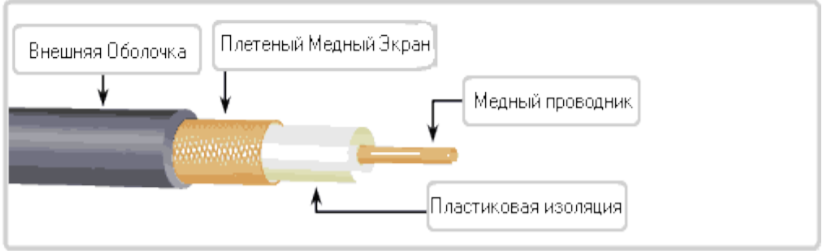 Внешняя Оболочка
Плетеный Медный Экран
Медный проводник
Пластиковая изоляция